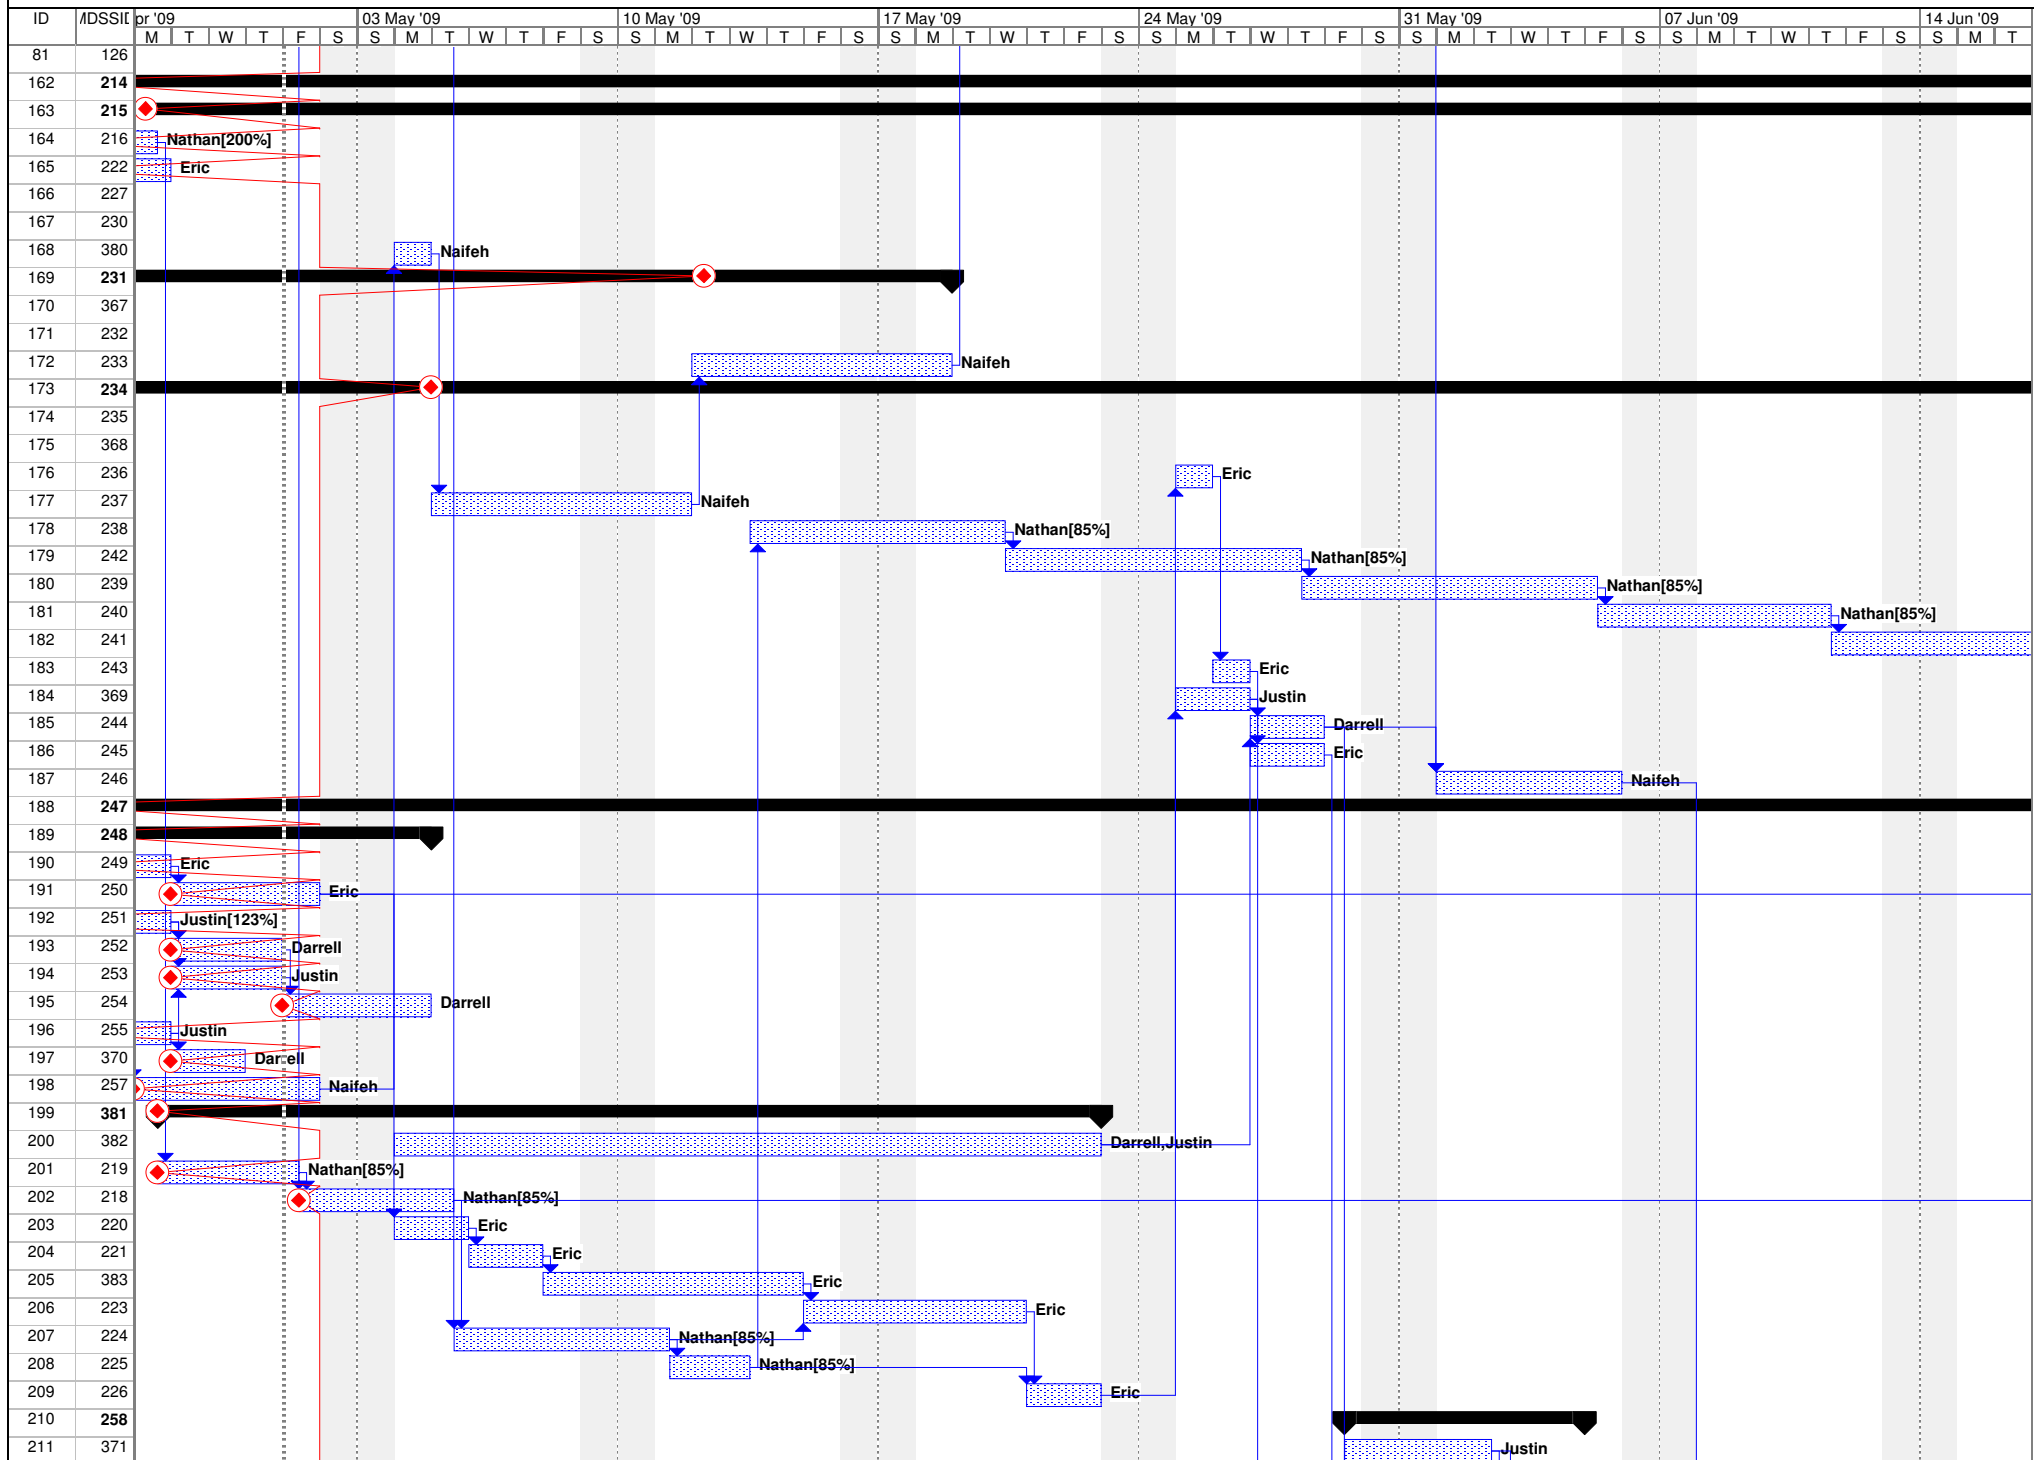 ID MDSSID pr '09 03 May '09 10 May '09 17 May '09 24 May '09 31 May '09 07 Jun '09 14 Jun '09
M T W T F S S M T W T F S S M T W T F S S M T W T F S S M T W T F S S M T W T F S S M T W T F S S M T
81 126
162 214
163 215
164 216 Nathan[200%]
165 222 Eric
166 227
167 230
168 380 Naifeh
169 231
170 367
171 232
172 233 Naifeh
173 234
174 235
175 368
176 236 Eric
177 237 Naifeh
178 238 Nathan[85%]
179 242 Nathan[85%]
180 239 Nathan[85%]
181 240 Nathan[85%]
182 241
183 243 Eric
184 369 Justin
185 244 Darrell
186 245 Eric
187 246 Naifeh
188 247
189 248
190 249 Eric
191 250 Eric
192 251 Justin[123%]
193 252 Darrell
194 253 Justin
195 254 Darrell
196 255 Justin
197 370 Darrell
198 257 Naifeh
199 381
200 382 Darrell,Justin
201 219 Nathan[85%]
202 218 Nathan[85%]
203 220 Eric
204 221 Eric
205 383 Eric
206 223 Eric
207 224 Nathan[85%]
208 225 Nathan[85%]
209 226 Eric
210 258
211 371 Justin